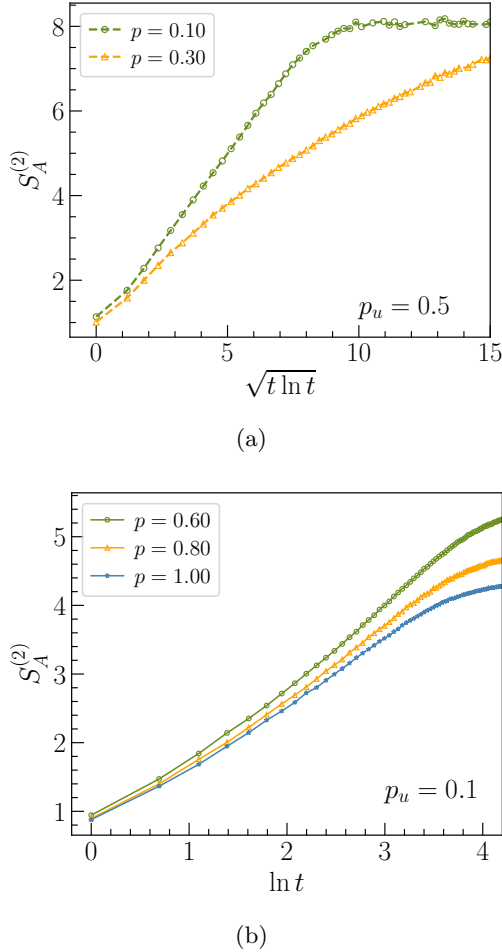 8
6
4
2
S_A^{(2)}
p = 0.10
p = 0.30
p_u = 0.5
0 5 10 15
√(t ln t)
(a)
5
4
3
2
1
S_A^{(2)}
p = 0.60
p = 0.80
p = 1.00
p_u = 0.1
0 1 2 3 4
ln t
(b)